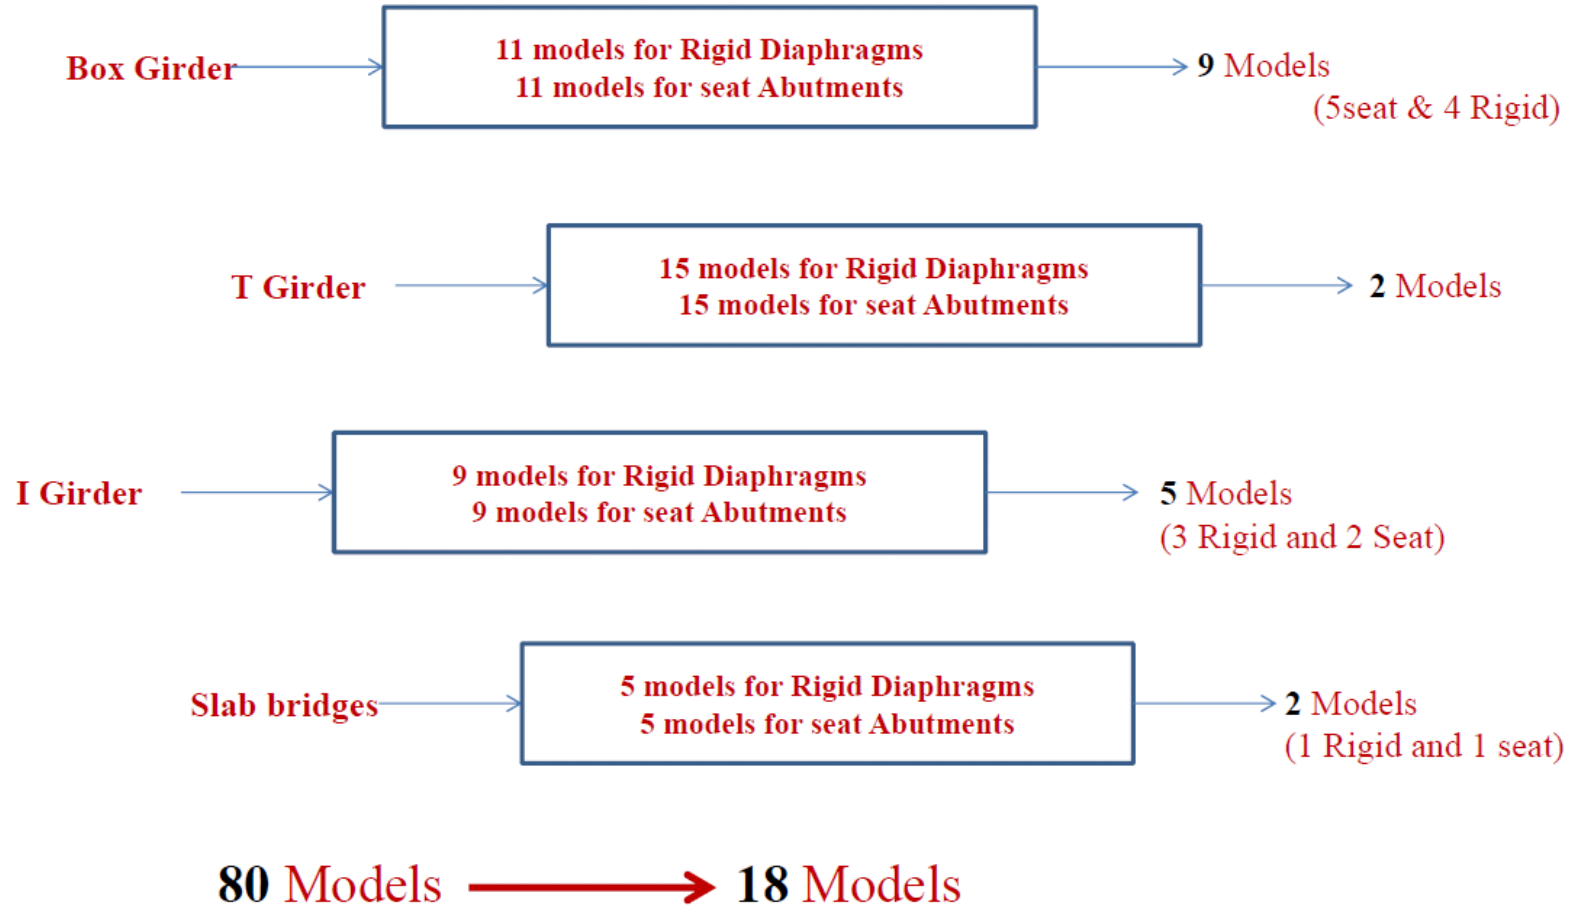 Box Girder
11 models for Rigid Diaphragms
11 models for seat Abutments
9 Models
(5seat & 4 Rigid)
T Girder
15 models for Rigid Diaphragms
15 models for seat Abutments
2 Models
I Girder
9 models for Rigid Diaphragms
9 models for seat Abutments
5 Models
(3 Rigid and 2 Seat)
Slab bridges
5 models for Rigid Diaphragms
5 models for seat Abutments
2 Models
(1 Rigid and 1 seat)
80 Models 18 Models